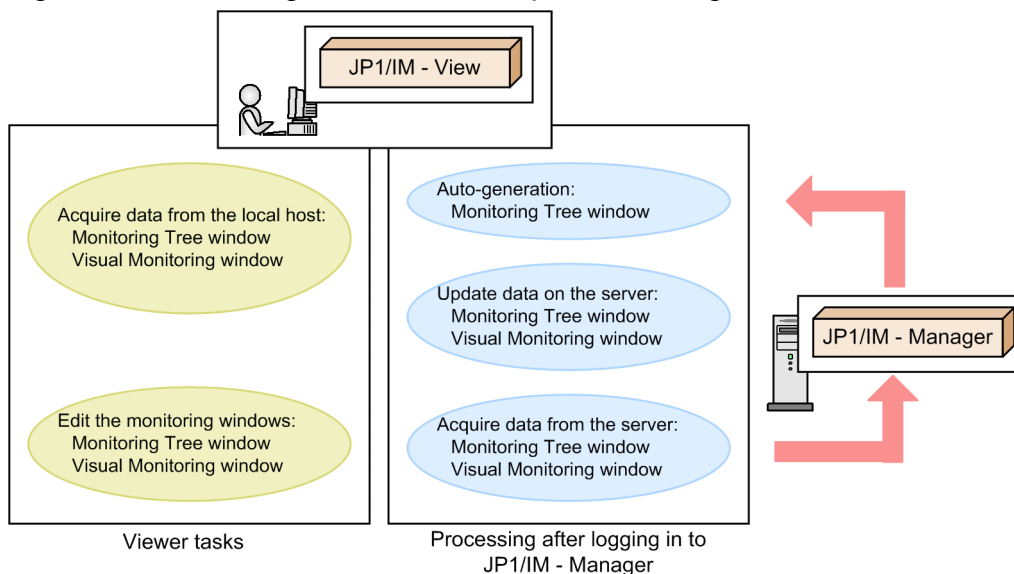 JP1/IM - View
Acquire data from the local host:
Monitoring Tree window
Visual Monitoring window
Edit the monitoring windows:
Monitoring Tree window
Visual Monitoring window
Viewer tasks
Auto-generation:
Monitoring Tree window
Update data on the server:
Monitoring Tree window
Visual Monitoring window
Acquire data from the server:
Monitoring Tree window
Visual Monitoring window
Processing after logging in to
JP1/IM - Manager
JP1/IM - Manager